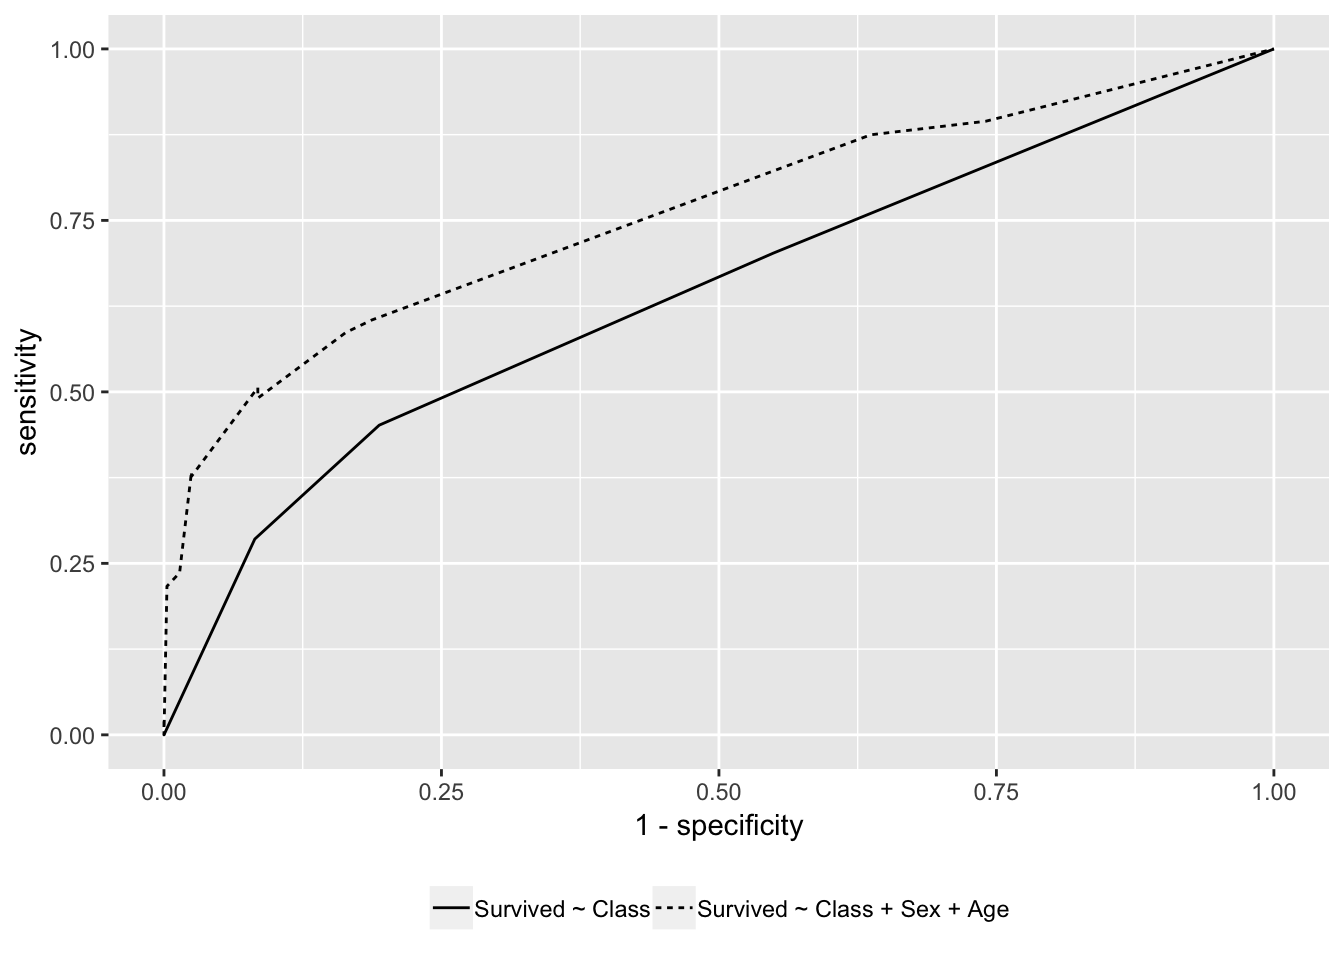 1.00
0.75
0.50
0.25
0.00
sensitivity
0.00 0.25 0.50 0.75 1.00
1 - specificity
Survived ~ Class Survived ~ Class + Sex + Age